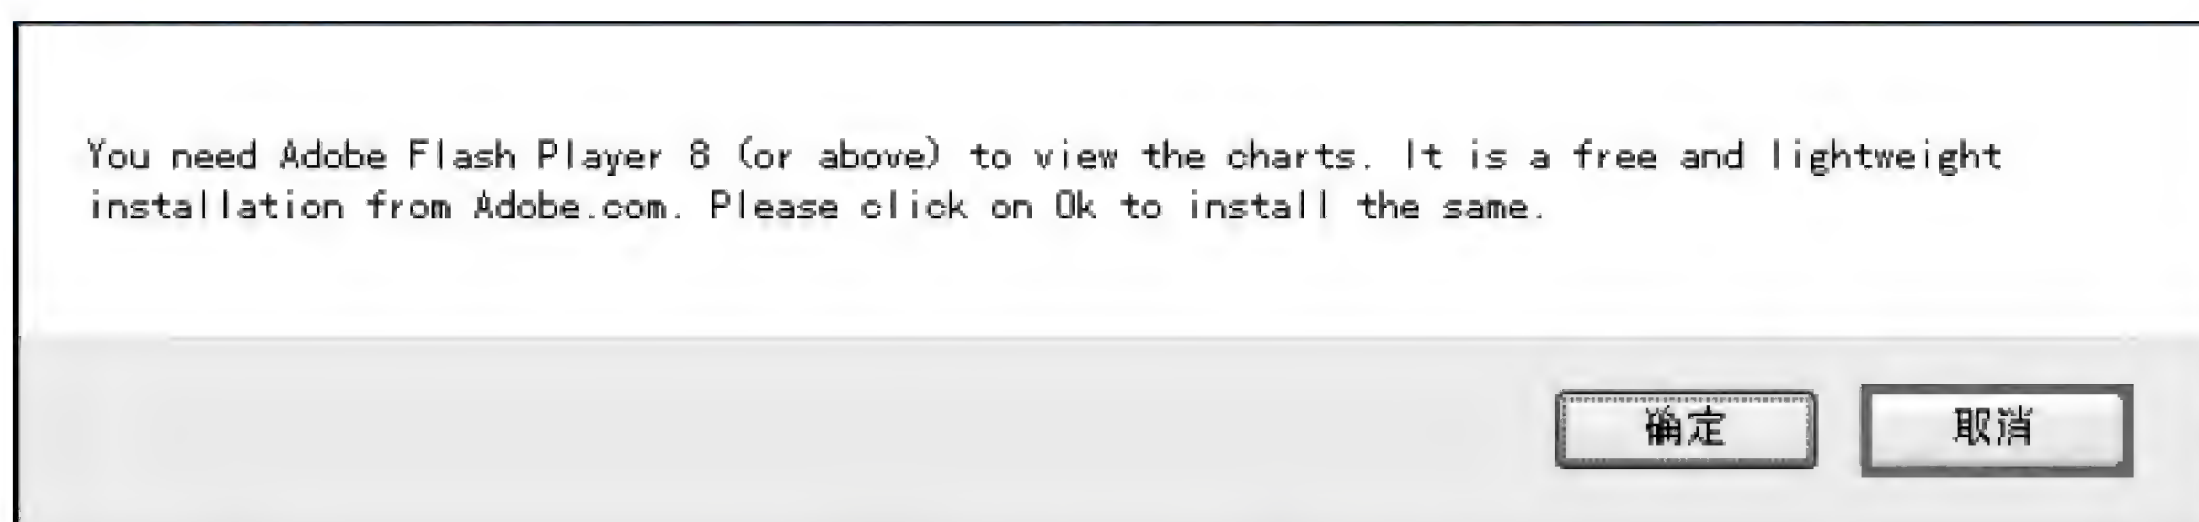 You need Adobe Flash Player 8 (or above) to view the charts. It is a free and lightweight
installation from Adobe.com. Please click on Ok to install the same.
确定 取消